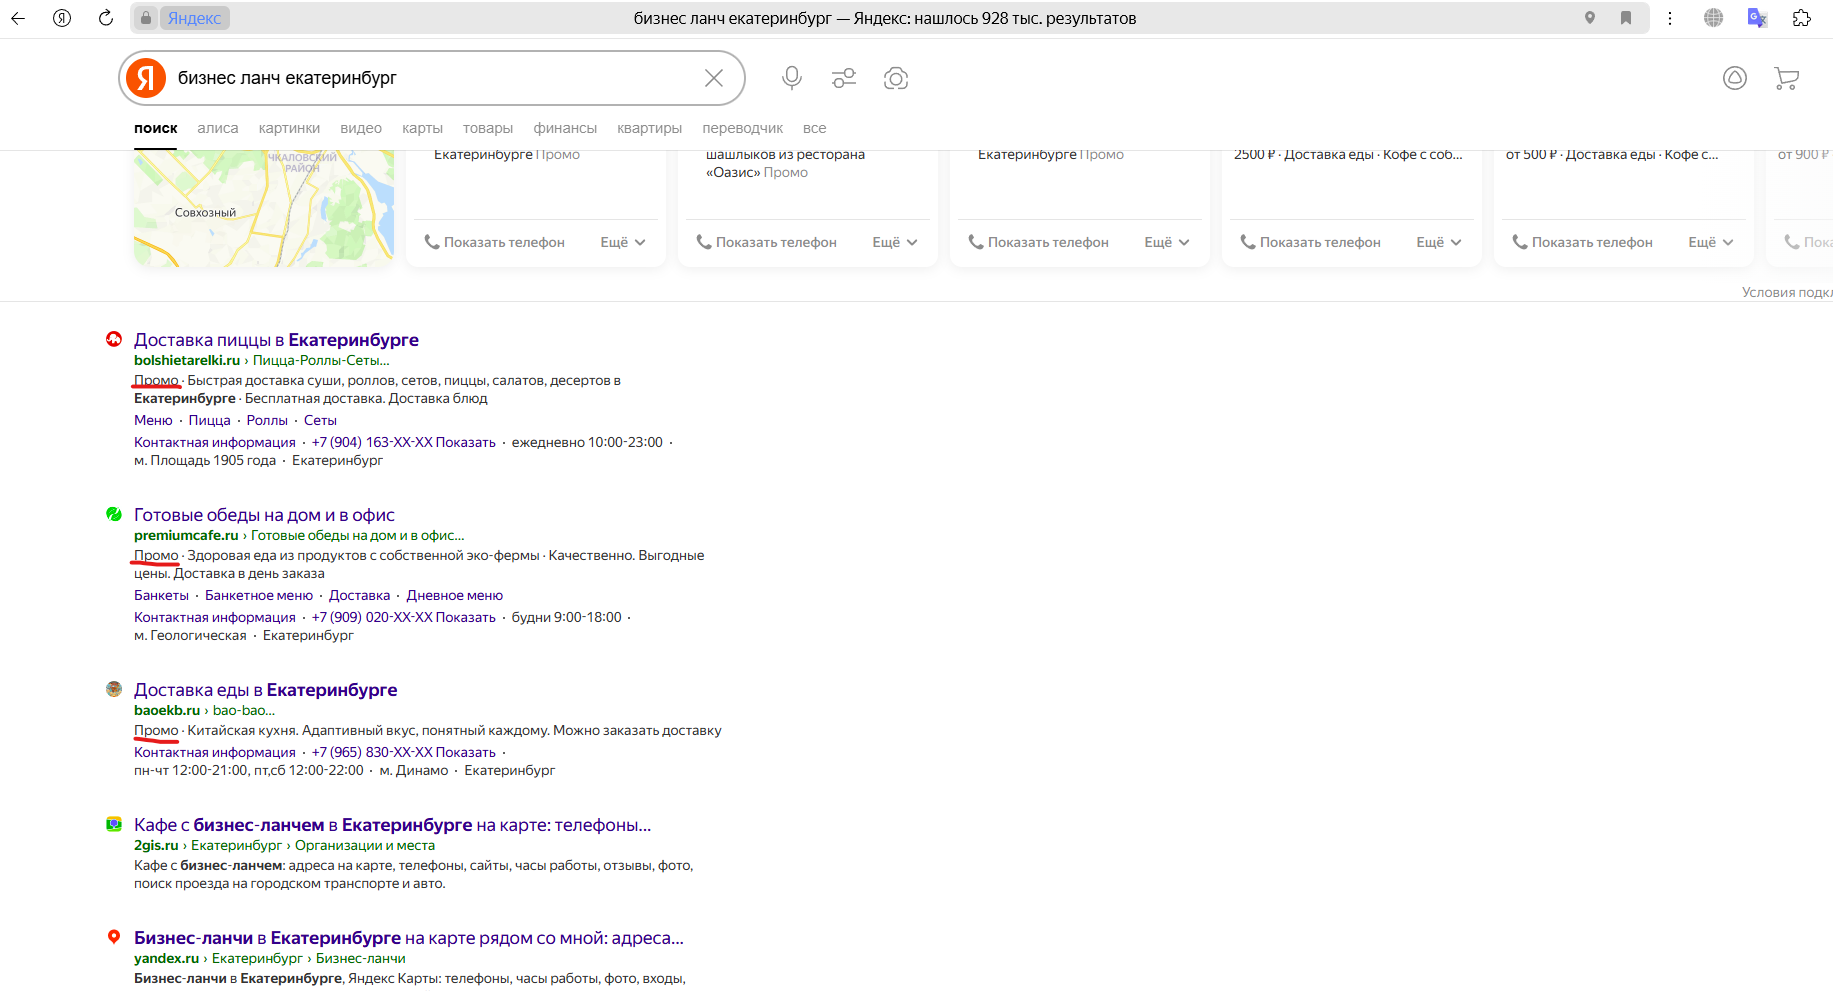 Яндекс
бизнес ланч екатеринбург — Яндекс: нашлось 928 тыс. результатов
бизнес ланч екатеринбург
поиск алиса картинки видео карты товары финансы квартиры переводчик все
ЧКАЛОВСКИЙ
РАЙОН
Совхозный
Екатеринбурге Промо
Показать телефон Ещё
шашлыков из ресторана
«Оазис» Промо
Показать телефон Ещё
Екатеринбурге Промо
Показать телефон Ещё
2500 ₽ · Доставка еды · Кофе с соб...
Показать телефон Ещё
от 500 ₽ · Доставка еды · Кофе с...
Показать телефон Ещё
от 900 ₽
Пока
Условия подкл
Доставка пиццы в Екатеринбурге
bolshietarelki.ru › Пицца-Роллы-Сеты...
Промо · Быстрая доставка суши, роллов, сетов, пиццы, салатов, десертов в
Екатеринбурге · Бесплатная доставка. Доставка блюд
Меню · Пицца · Роллы · Сеты
Контактная информация · +7 (904) 163-XX-XX Показать · ежедневно 10:00-23:00 ·
м. Площадь 1905 года · Екатеринбург
Готовые обеды на дом и в офис
premiumcafe.ru › Готовые обеды на дом и в офис...
Промо · Здоровая еда из продуктов с собственной эко-фермы · Качественно. Выгодные
цены. Доставка в день заказа
Банкеты · Банкетное меню · Доставка · Дневное меню
Контактная информация · +7 (909) 020-XX-XX Показать · будни 9:00-18:00 ·
м. Геологическая · Екатеринбург
Доставка еды в Екатеринбурге
baoekb.ru › bao-bao...
Промо · Китайская кухня. Адаптивный вкус, понятный каждому. Можно заказать доставку
Контактная информация · +7 (965) 830-XX-XX Показать ·
пн-чт 12:00-21:00, пт,сб 12:00-22:00 · м. Динамо · Екатеринбург
Кафе с бизнес-ланчем в Екатеринбурге на карте: телефоны...
2gis.ru › Екатеринбург › Организации и места
Кафе с бизнес-ланчем: адреса на карте, телефоны, сайты, часы работы, отзывы, фото,
поиск проезда на городском транспорте и авто.
Бизнес-ланчи в Екатеринбурге на карте рядом со мной: адреса...
yandex.ru › Екатеринбург › Бизнес-ланчи
Бизнес-ланчи в Екатеринбурге, Яндекс Карты: телефоны, часы работы, фото, входы,